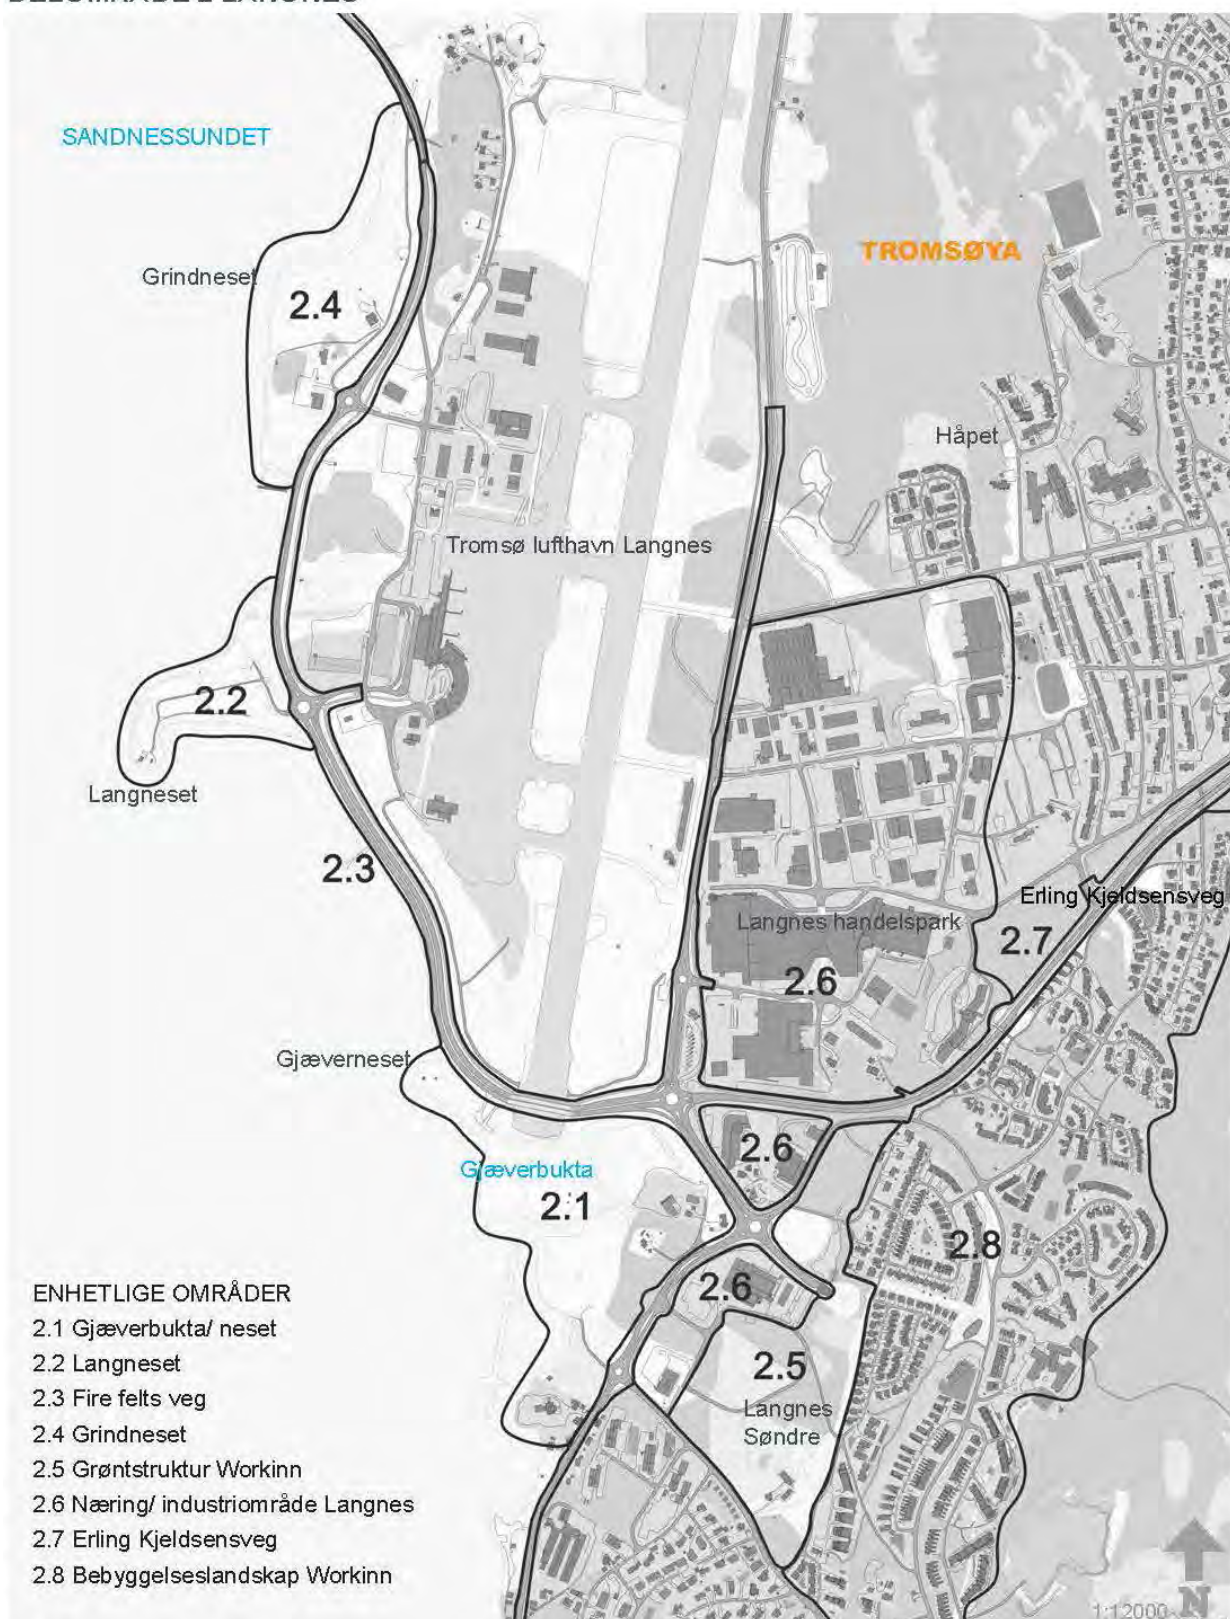 SANDNESSUNDET
TROMSØYA
Grindneset
2.4
Håpet
Tromsø lufthavn Langnes
2.2
Langneset
2.3
Erling Kjeldsensveg
Langnes handelspark
2.7
2.6
Gjæverneset
2.6
Gjæverbukta
2.1
2.8
2.6
2.5
Langnes
Søndre
ENHETLIGE OMRÅDER
2.1 Gjæverbukta/ neset
2.2 Langneset
2.3 Fire felts veg
2.4 Grindneset
2.5 Grøntstruktur Workinn
2.6 Næring/ industriområde Langnes
2.7 Erling Kjeldsensveg
2.8 Bebyggelseslandskap Workinn
1:12000
N